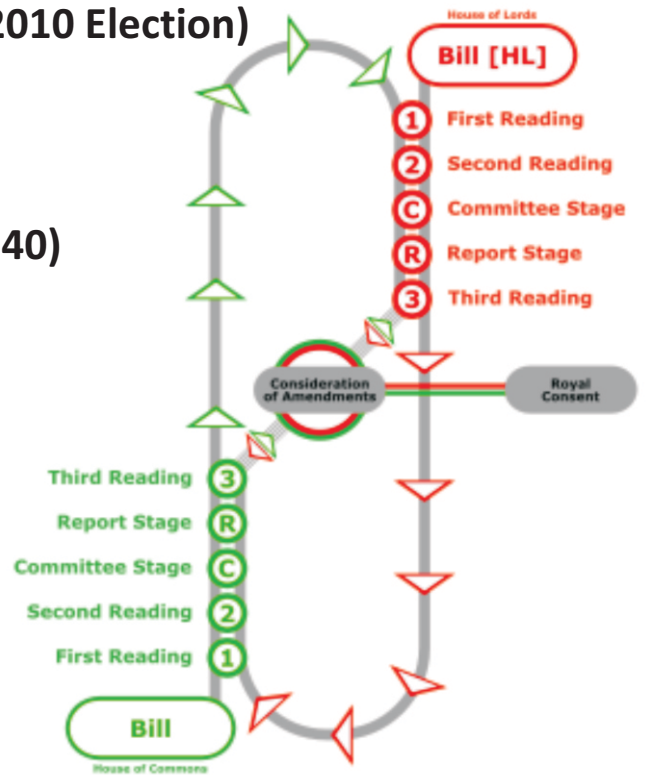 2010 Election)
House of Lords
Bill [HL]
1 First Reading
2 Second Reading
40)
C Committee Stage
R Report Stage
3 Third Reading
Consideration
of Amendments
Royal
Consent
Third Reading 3
Report Stage R
Committee Stage C
Second Reading 2
First Reading 1
Bill
House of Commons